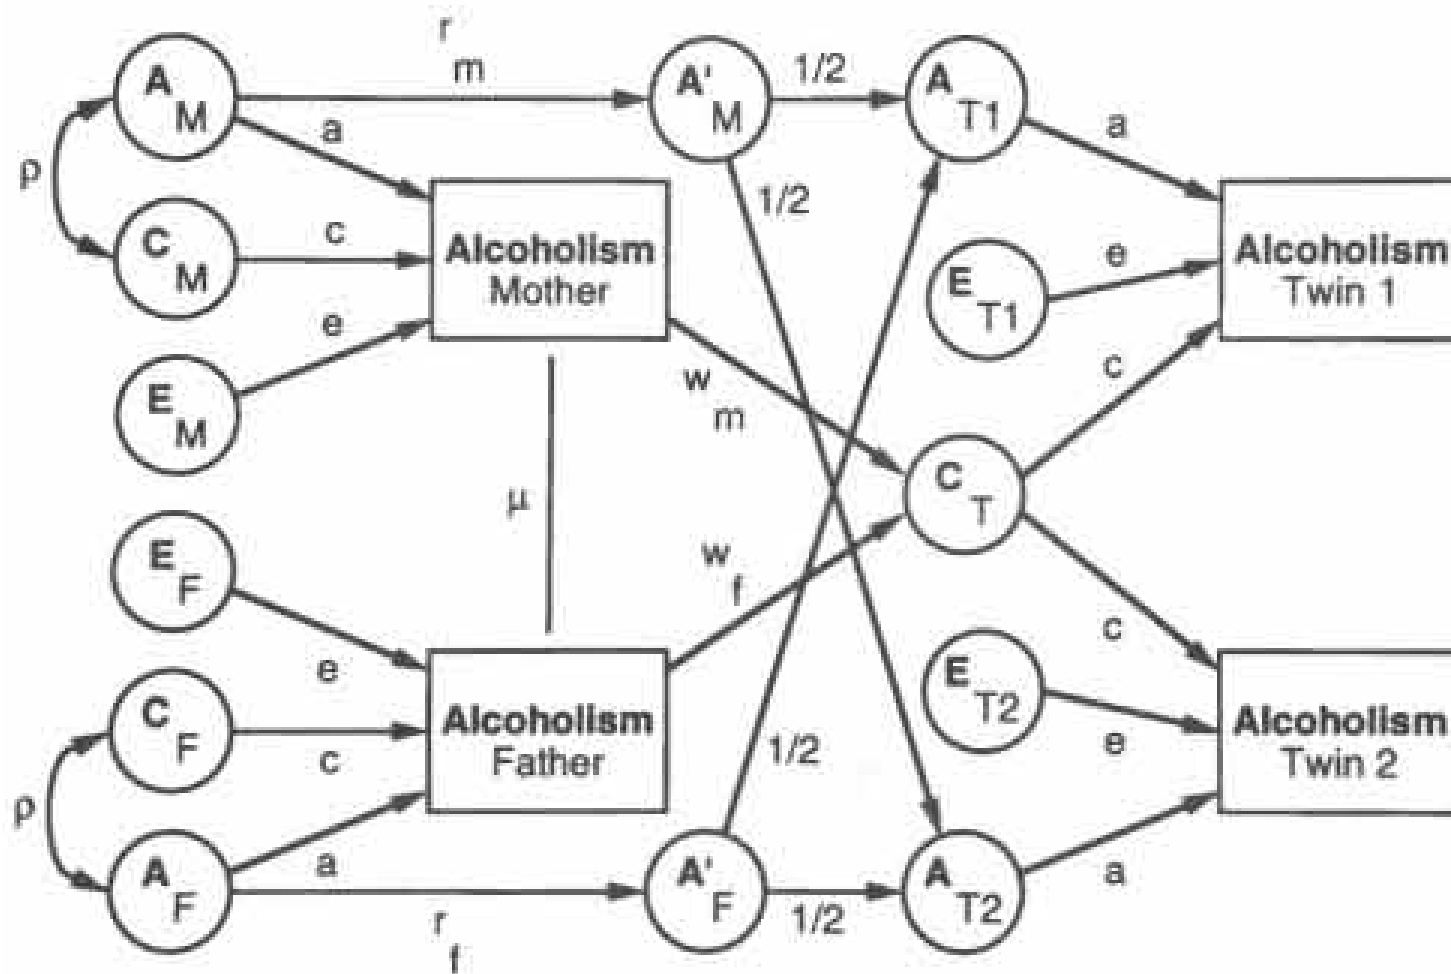 r
m
A
M
A'
M
1/2
A
T1
a
a
ρ
1/2
C
M
c
Alcoholism
Mother
e
E
T1
Alcoholism
Twin 1
e
E
M
w
m
c
C
T
μ
E
F
w
f
c
e
E
T2
C
F
c
Alcoholism
Father
1/2
e
Alcoholism
Twin 2
ρ
A
F
a
A'
F
1/2
A
T2
a
r
f